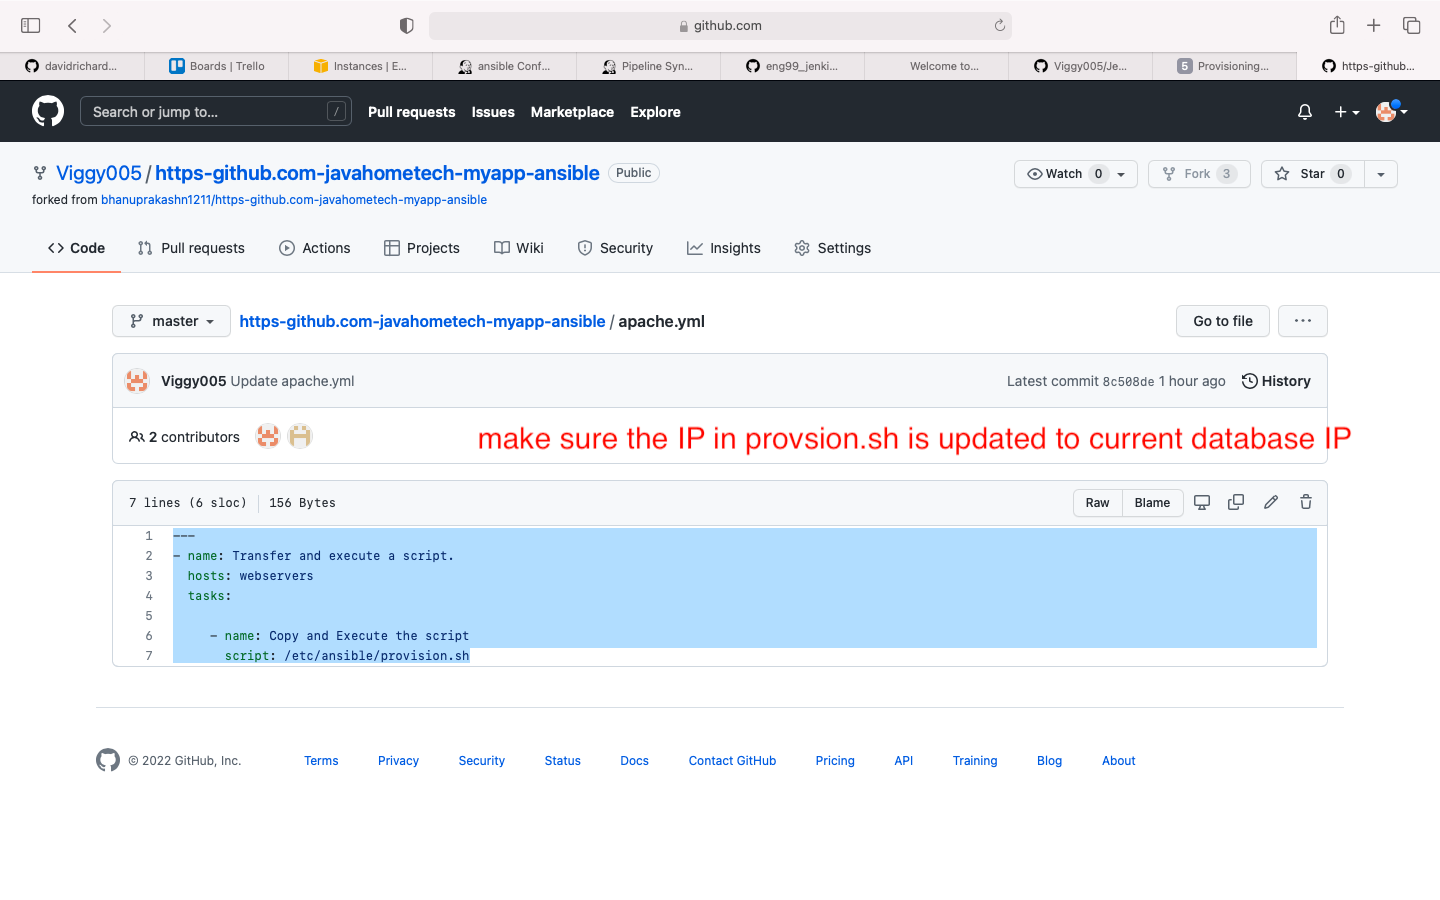 github.com
davidrichard...
Boards | Trello
Instances | E...
ansible Conf...
Pipeline Syn...
eng99_jenki...
Welcome to...
Viggy005/Je...
5 Provisioning...
https-github...
Search or jump to... /
Pull requests Issues Marketplace Explore
Viggy005 / https-github.com-javahometech-myapp-ansible Public
Watch 0
Fork 3
Star 0
forked from bhanuprakashn1211/https-github.com-javahometech-myapp-ansible
Code Pull requests Actions Projects Wiki Security Insights Settings
master https-github.com-javahometech-myapp-ansible / apache.yml
Go to file ...
Viggy005 Update apache.yml
Latest commit 8c508de 1 hour ago History
2 contributors
make sure the IP in provsion.sh is updated to current database IP
7 lines (6 sloc) 156 Bytes
Raw Blame
1 ---
2 - name: Transfer and execute a script.
3 hosts: webservers
4 tasks:
5
6 - name: Copy and Execute the script
7 script: /etc/ansible/provision.sh
© 2022 GitHub, Inc. Terms Privacy Security Status Docs Contact GitHub Pricing API Training Blog About